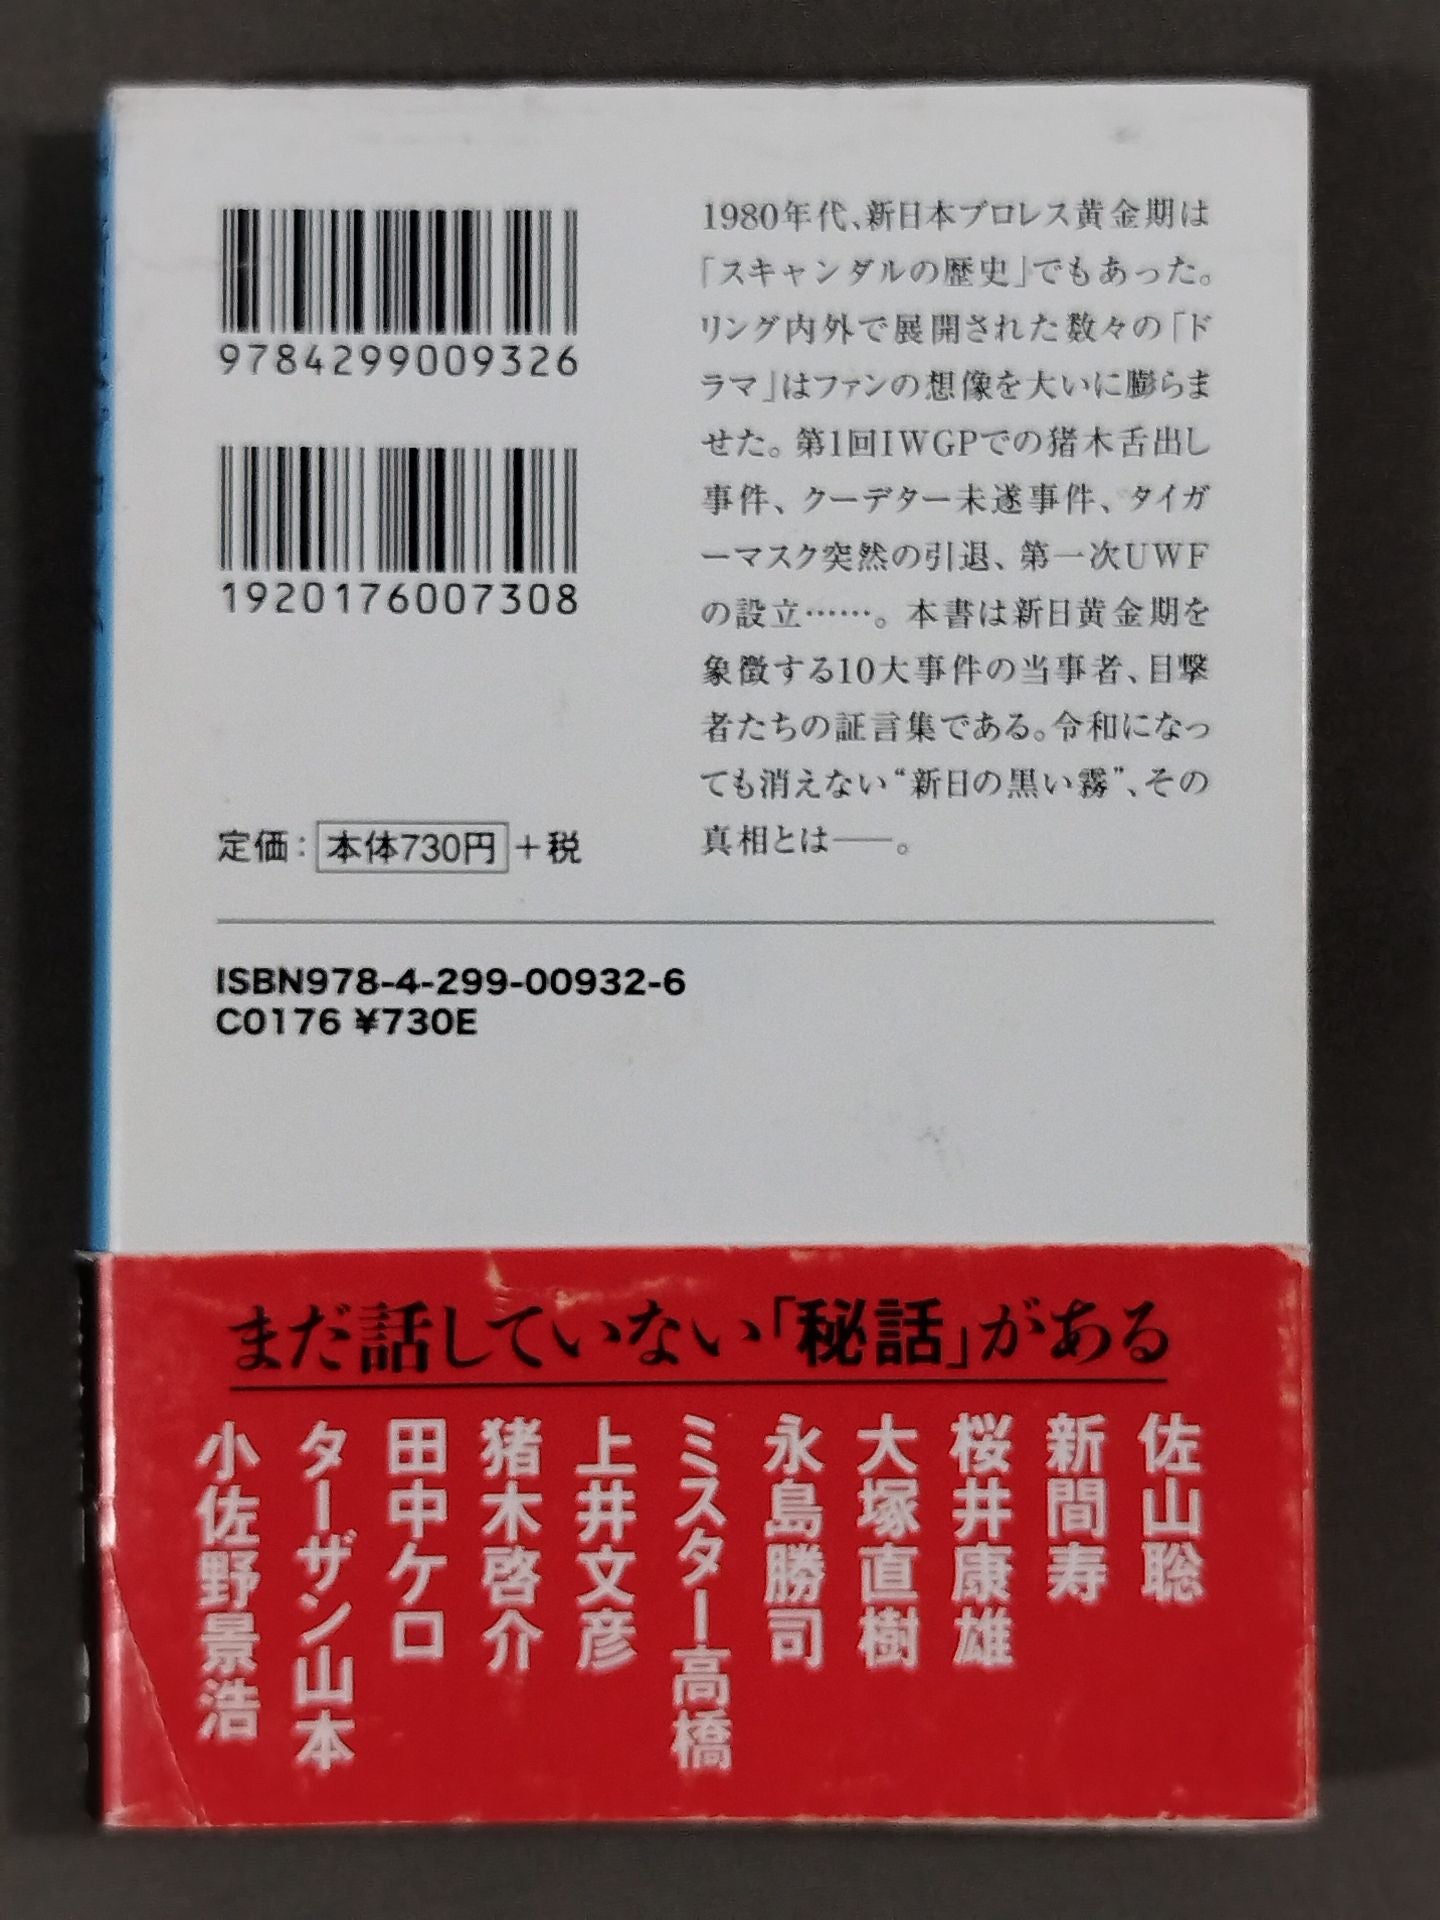 9784299009326
1920176007308
定価：本体730円+税
1980年代、新日本プロレス黄金期は
「スキャンダルの歴史」でもあった。
リング内外で展開された数々の「ド
ラマ」はファンの想像を大いに膨らま
せた。第1回IWGPでの猪木舌出し
事件、クーデター未遂事件、タイガ
ーマスク突然の引退、第一次UWF
の設立……。本書は新日黄金期を
象徴する10大事件の当事者、目撃
者たちの証言集である。令和になっ
ても消えない“新日の黒い霧”、その
真相とは——。
ISBN978-4-299-00932-6
C0176 ¥730E
まだ話していない「秘話」がある
佐山聡
新間寿
桜井康雄
大塚直樹
永島勝司
ミスター高橋
上井文彦
猪木啓介
田中ケロ
ターザン山本
小佐野景浩